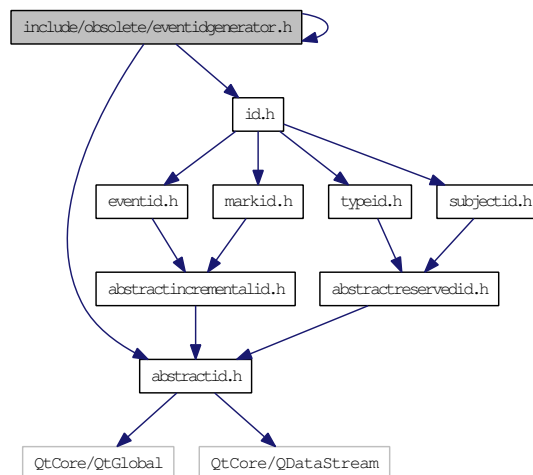 include/obsolete/eventidgenerator.h
id.h
eventid.h
markid.h
typeid.h
subjectid.h
abstractincrementalid.h
abstractreservedid.h
abstractid.h
QtCore/QtGlobal
QtCore/QDataStream